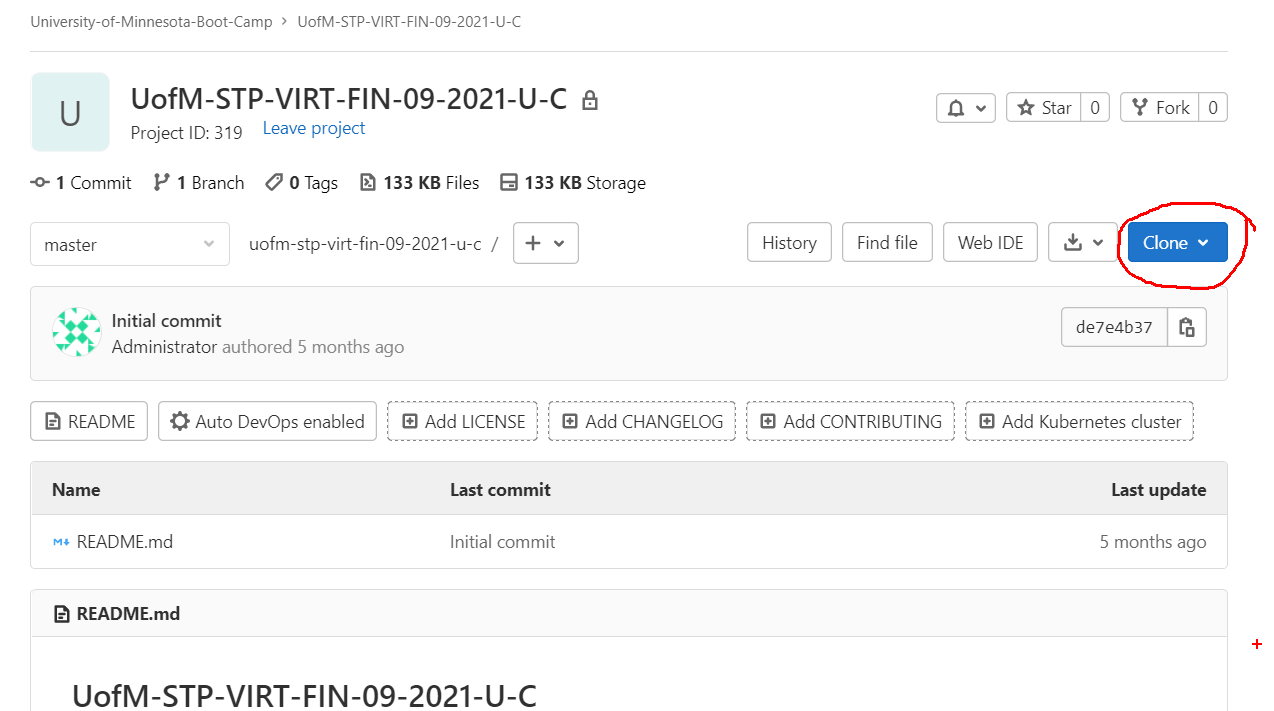 University-of-Minnesota-Boot-Camp > UofM-STP-VIRT-FIN-09-2021-U-C
U
UofM-STP-VIRT-FIN-09-2021-U-C
Project ID: 319 Leave project
Star 0 Fork 0
1 Commit 1 Branch 0 Tags 133 KB Files 133 KB Storage
master uofm-stp-virt-fin-09-2021-u-c / + History Find file Web IDE Clone
Initial commit
Administrator authored 5 months ago
de7e4b37
README Auto DevOps enabled Add LICENSE Add CHANGELOG Add CONTRIBUTING Add Kubernetes cluster
Name Last commit Last update
README.md Initial commit 5 months ago
README.md
UofM-STP-VIRT-FIN-09-2021-U-C